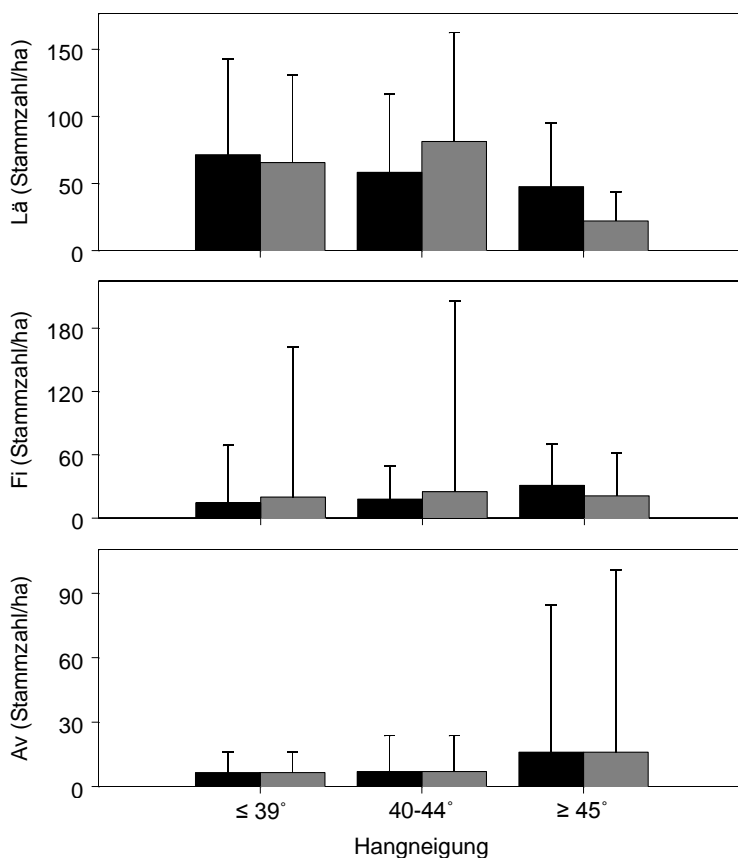 Lä (Stammzahl/ha)
150
100
50
0
Fi (Stammzahl/ha)
180
120
60
0
Av (Stammzahl/ha)
90
60
30
0
≤ 39° 40-44° ≥ 45°
Hangneigung